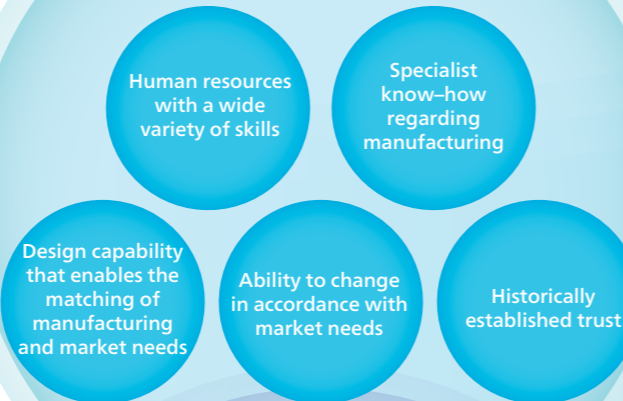 Human resources
with a wide
variety of skills
Specialist
know–how
regarding
manufacturing
Design capability
that enables the
matching of
manufacturing
and market needs
Ability to change
in accordance with
market needs
Historically
established trust